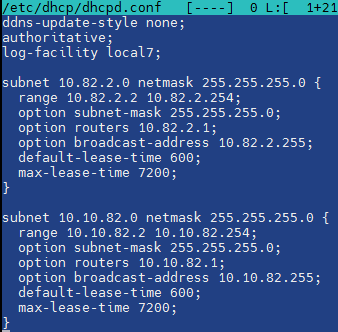 /etc/dhcp/dhcpd.conf [----] 0 L:[ 1+21
ddns-update-style none;
authoritative;
log-facility local7;
subnet 10.82.2.0 netmask 255.255.255.0 {
range 10.82.2.2 10.82.2.254;
option subnet-mask 255.255.255.0;
option routers 10.82.2.1;
option broadcast-address 10.82.2.255;
default-lease-time 600;
max-lease-time 7200;
}
subnet 10.10.82.0 netmask 255.255.255.0 {
range 10.10.82.2 10.10.82.254;
option subnet-mask 255.255.255.0;
option routers 10.10.82.1;
option broadcast-address 10.10.82.255;
default-lease-time 600;
max-lease-time 7200;
}